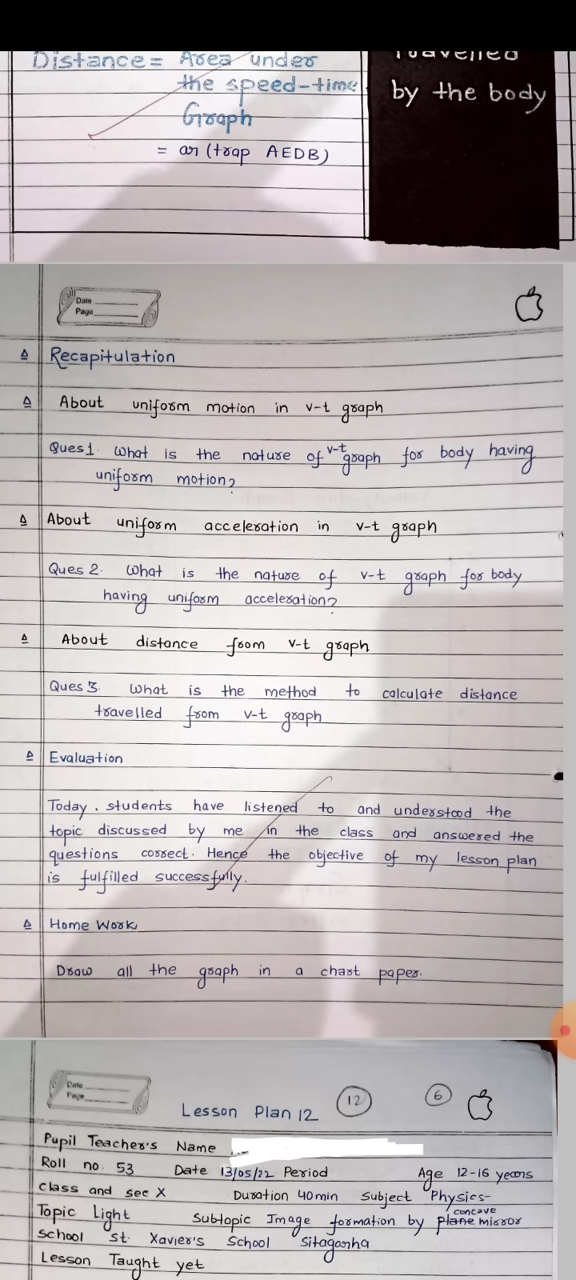 Distance = Area under
the speed-time
Graph
= ar (trap AEDB)
Travelled
by the body
Date
Page
Recapitulation
About uniform motion in v-t graph
Ques 1. What is the nature of v-t graph for body having
uniform motion?
About uniform acceleration in v-t graph
Ques 2. What is the nature of v-t graph for body
having uniform acceleration?
About distance from v-t graph
Ques 3. What is the method to calculate distance
travelled from v-t graph
Evaluation
Today, students have listened to and understood the
topic discussed by me in the class and answered the
questions correct. Hence the objective of my lesson plan
is fulfilled successfully.
Home Work
Draw all the graph in a chart paper.
Date
Page
Lesson Plan 12 12 6
Pupil Teacher's Name
Roll no. 53 Date 13/05/22 Period Age 12-16 years
Class and sec X Duration 40 min Subject Physics
Topic Light Subtopic Image formation by plane concave mirror
School St. Xavier's School Sitagarha
Lesson Taught yet